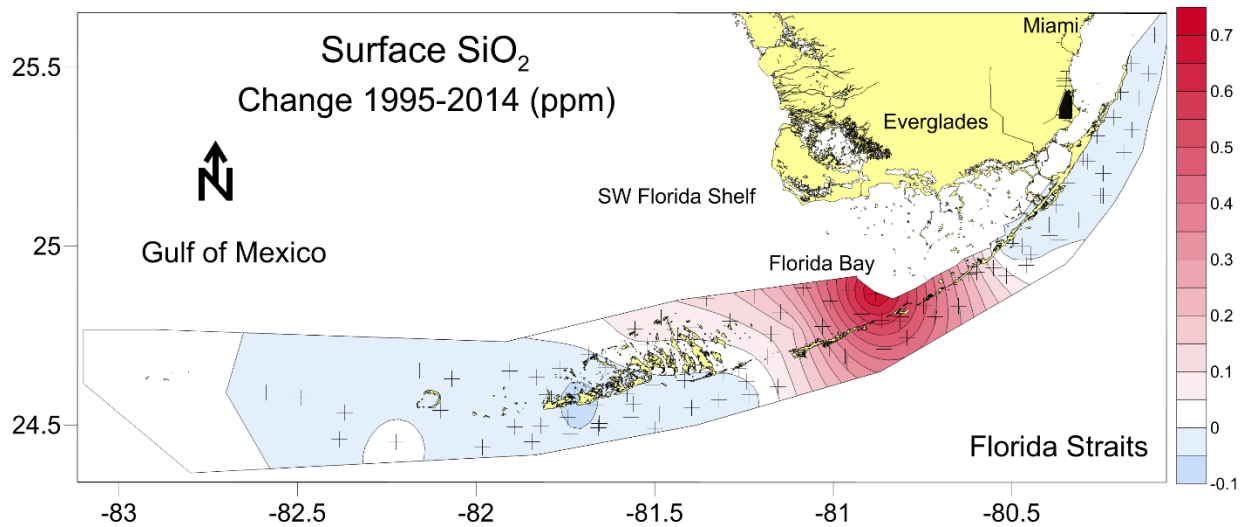 Surface SiO₂
Change 1995-2014 (ppm)
N
Gulf of Mexico
SW Florida Shelf
Florida Bay
Everglades
Miami
Florida Straits
25.5
25
24.5
-83
-82.5
-82
-81.5
-81
-80.5
0.7
0.6
0.5
0.4
0.3
0.2
0.1
0
-0.1